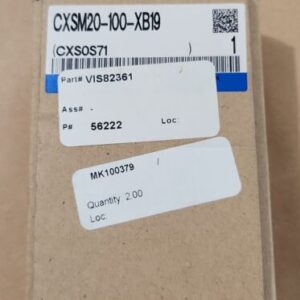 CXSM20-100-XB19
(CXS0S71 ) 1
Part# VIS82361
Ass# -
P# 56222 Loc:
MK100379
Quantity: 2.00
Loc: